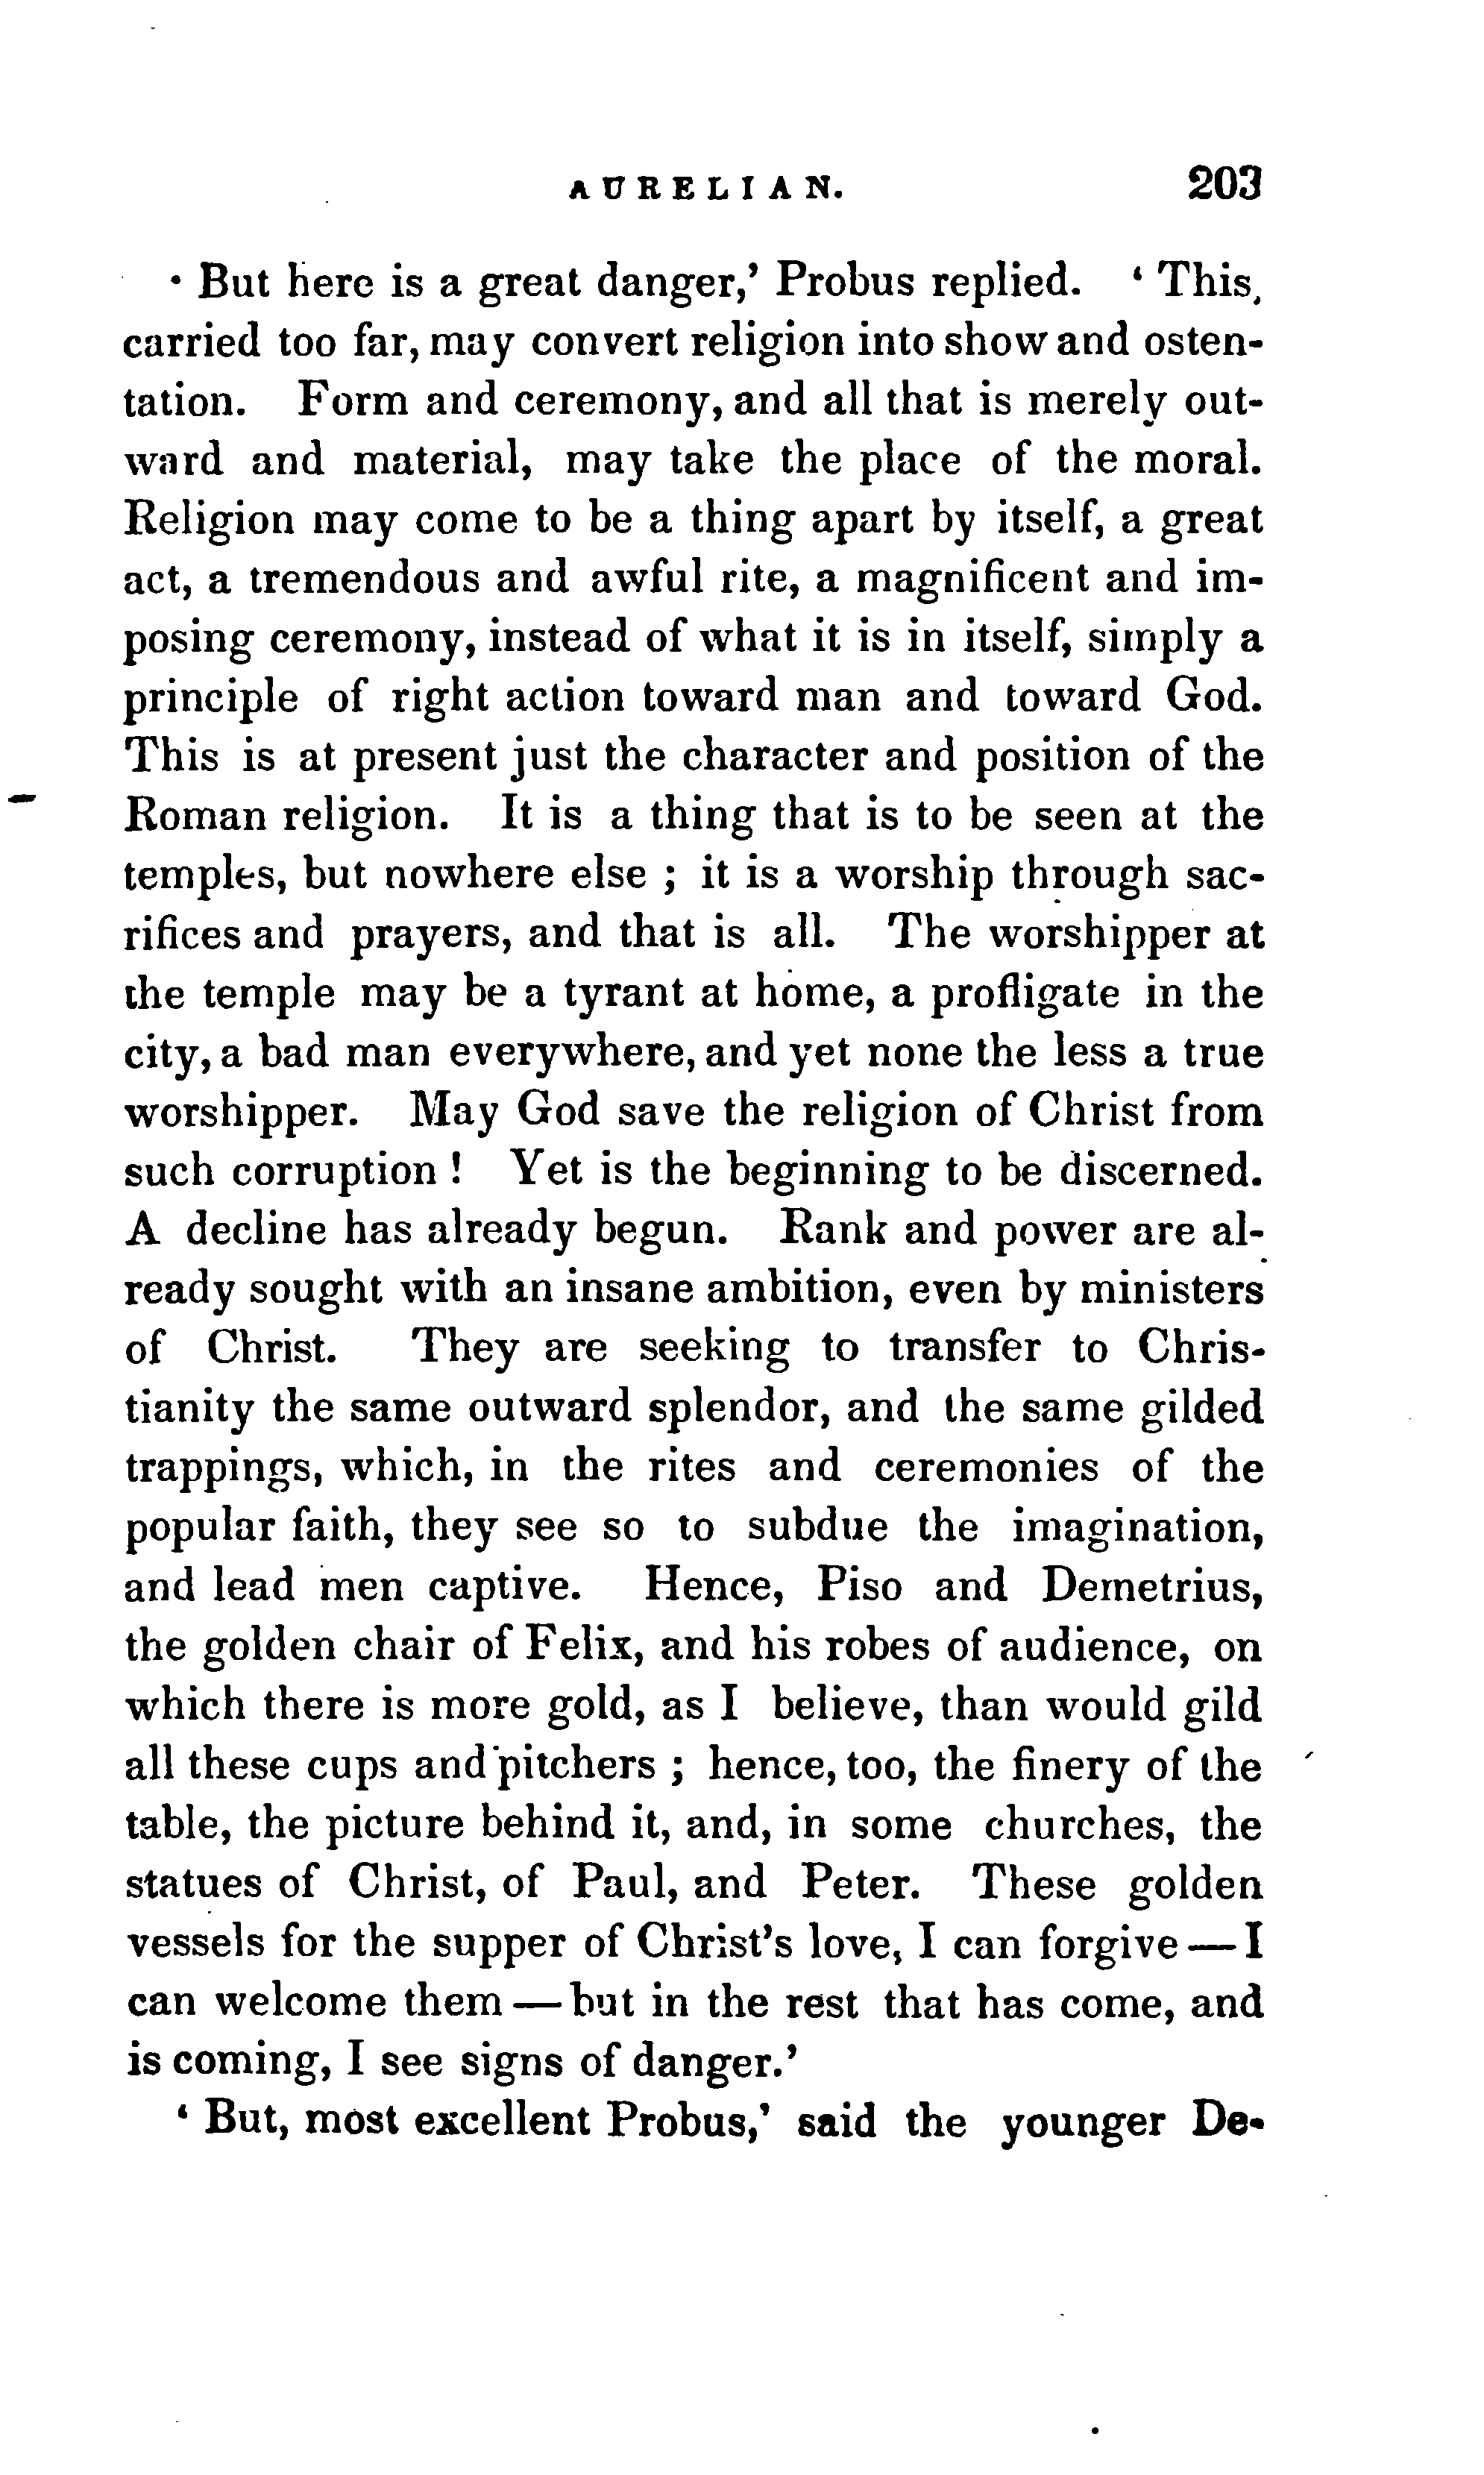 AURELIAN. 203
‘ But here is a great danger,’ Probus replied. ‘ This,
carried too far, may convert religion into show and osten-
tation. Form and ceremony, and all that is merely out-
ward and material, may take the place of the moral.
Religion may come to be a thing apart by itself, a great
act, a tremendous and awful rite, a magnificent and im-
posing ceremony, instead of what it is in itself, simply a
principle of right action toward man and toward God.
This is at present just the character and position of the
Roman religion. It is a thing that is to be seen at the
temples, but nowhere else ; it is a worship through sac-
rifices and prayers, and that is all. The worshipper at
the temple may be a tyrant at home, a profligate in the
city, a bad man everywhere, and yet none the less a true
worshipper. May God save the religion of Christ from
such corruption ! Yet is the beginning to be discerned.
A decline has already begun. Rank and power are al-
ready sought with an insane ambition, even by ministers
of Christ. They are seeking to transfer to Chris-
tianity the same outward splendor, and the same gilded
trappings, which, in the rites and ceremonies of the
popular faith, they see so to subdue the imagination,
and lead men captive. Hence, Piso and Demetrius,
the golden chair of Felix, and his robes of audience, on
which there is more gold, as I believe, than would gild
all these cups and pitchers ; hence, too, the finery of the
table, the picture behind it, and, in some churches, the
statues of Christ, of Paul, and Peter. These golden
vessels for the supper of Christ's love, I can forgive — I
can welcome them — but in the rest that has come, and
is coming, I see signs of danger.’
‘ But, most excellent Probus,’ said the younger De-